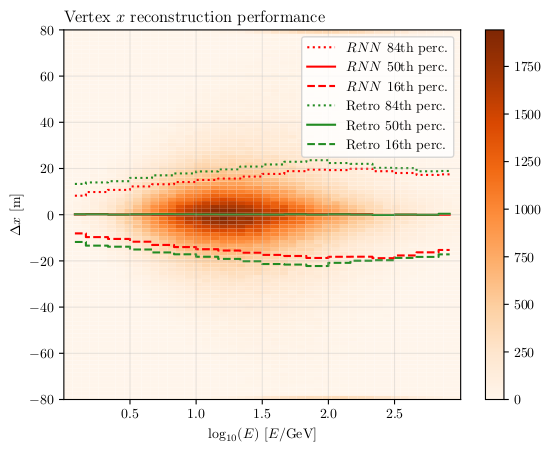 Vertex x reconstruction performance
80
60
40
20
0
−20
−40
−60
−80
Δx [m]
RNN 84th perc.
RNN 50th perc.
RNN 16th perc.
Retro 84th perc.
Retro 50th perc.
Retro 16th perc.
0.5 1.0 1.5 2.0 2.5
log₁₀(E) [E/GeV]
1750
1500
1250
1000
750
500
250
0